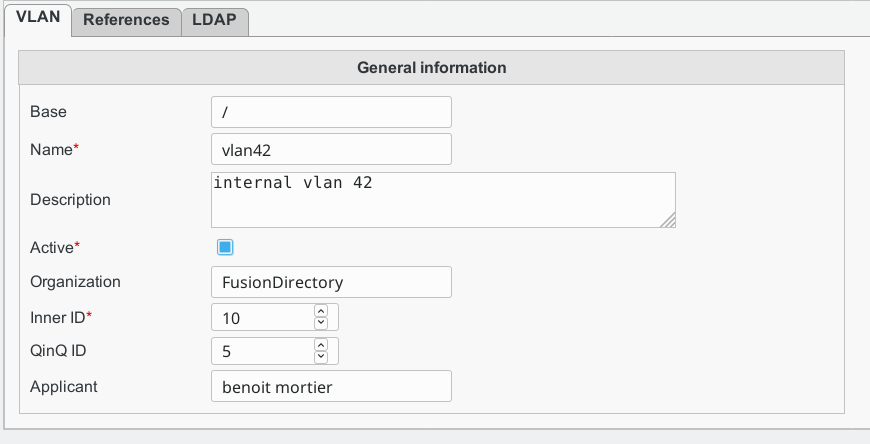 VLAN References LDAP
General information
Base /
Name* vlan42
Description internal vlan 42
Active*
Organization FusionDirectory
Inner ID* 10
QinQ ID 5
Applicant benoit mortier